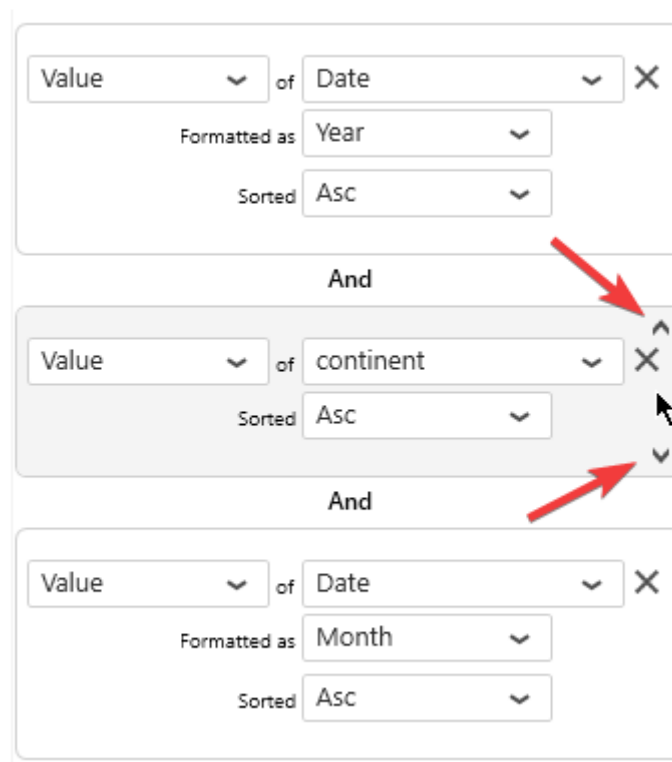 Value of Date
Formatted as Year
Sorted Asc
And
Value of continent
Sorted Asc
And
Value of Date
Formatted as Month
Sorted Asc